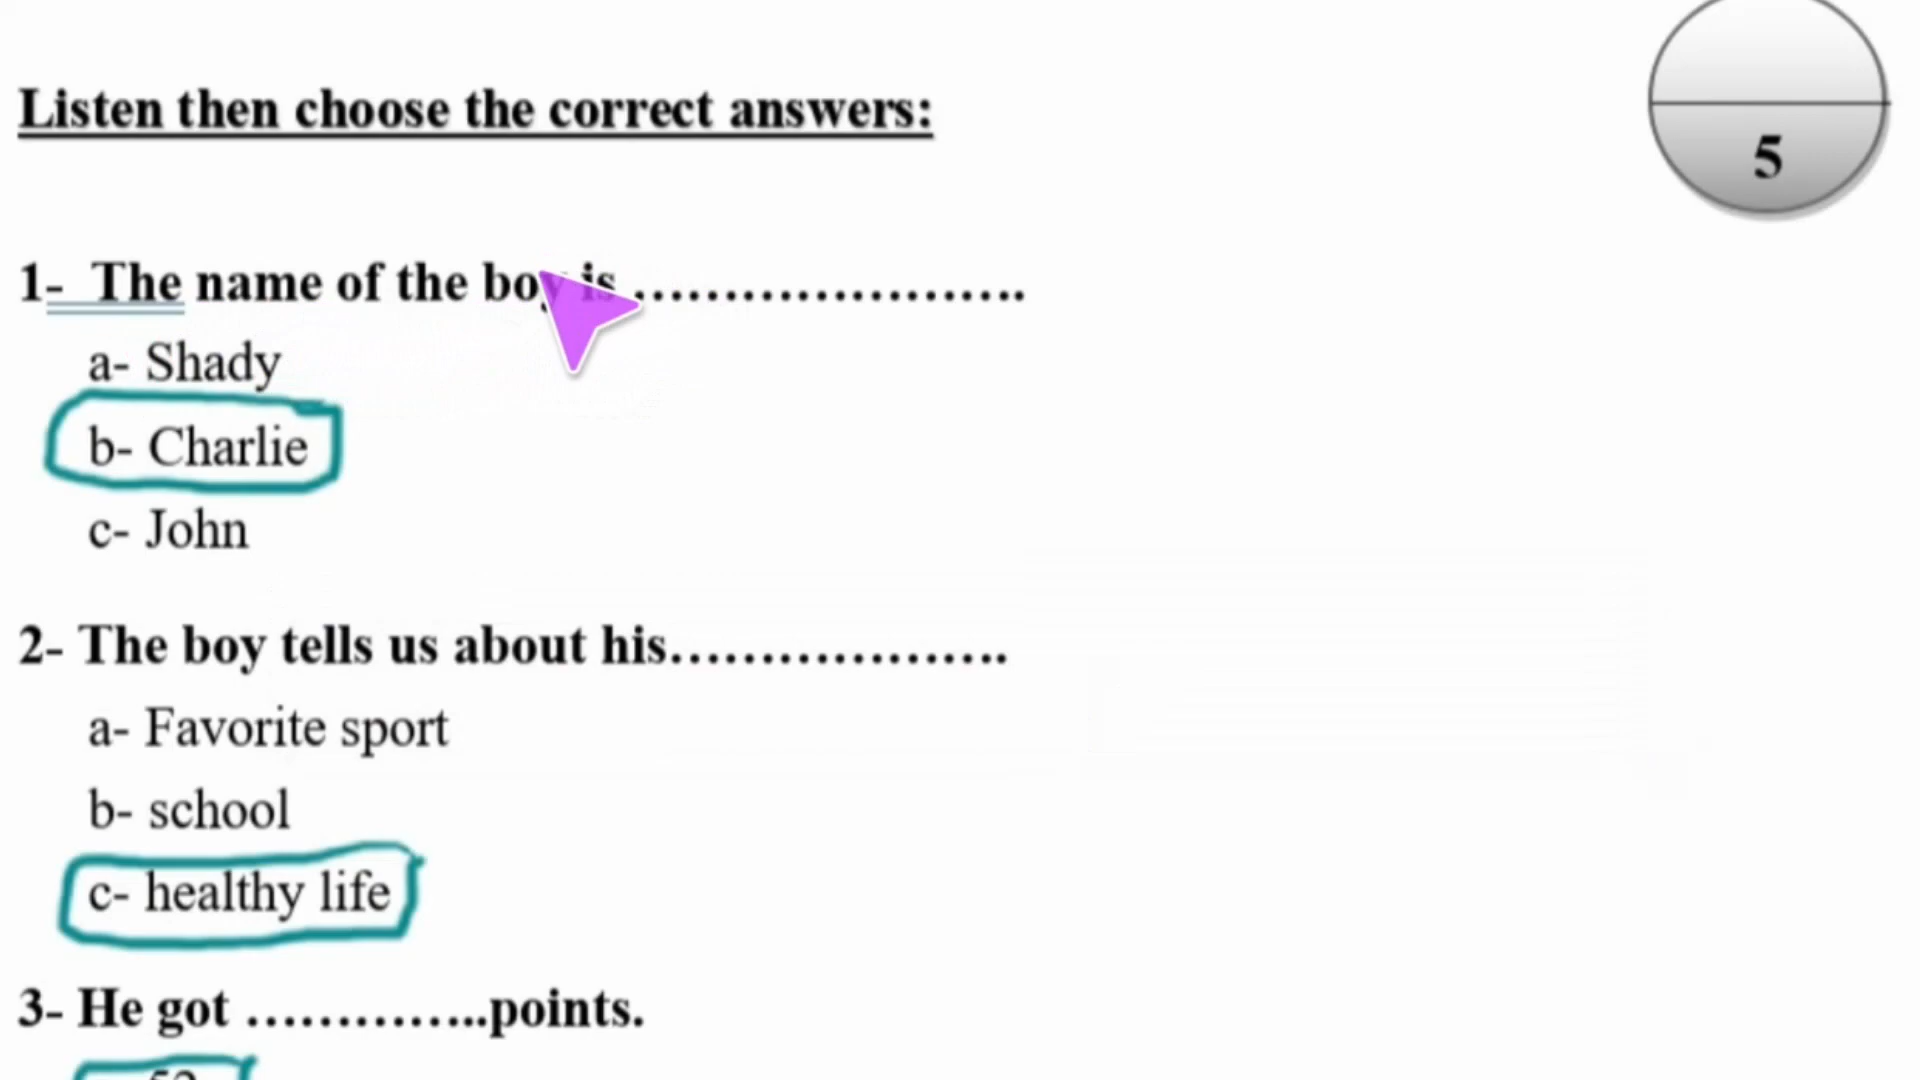 Listen then choose the correct answers:
5
1- The name of the boy is …………………….
a- Shady
b- Charlie
c- John
2- The boy tells us about his……………….
a- Favorite sport
b- school
c- healthy life
3- He got …………..points.